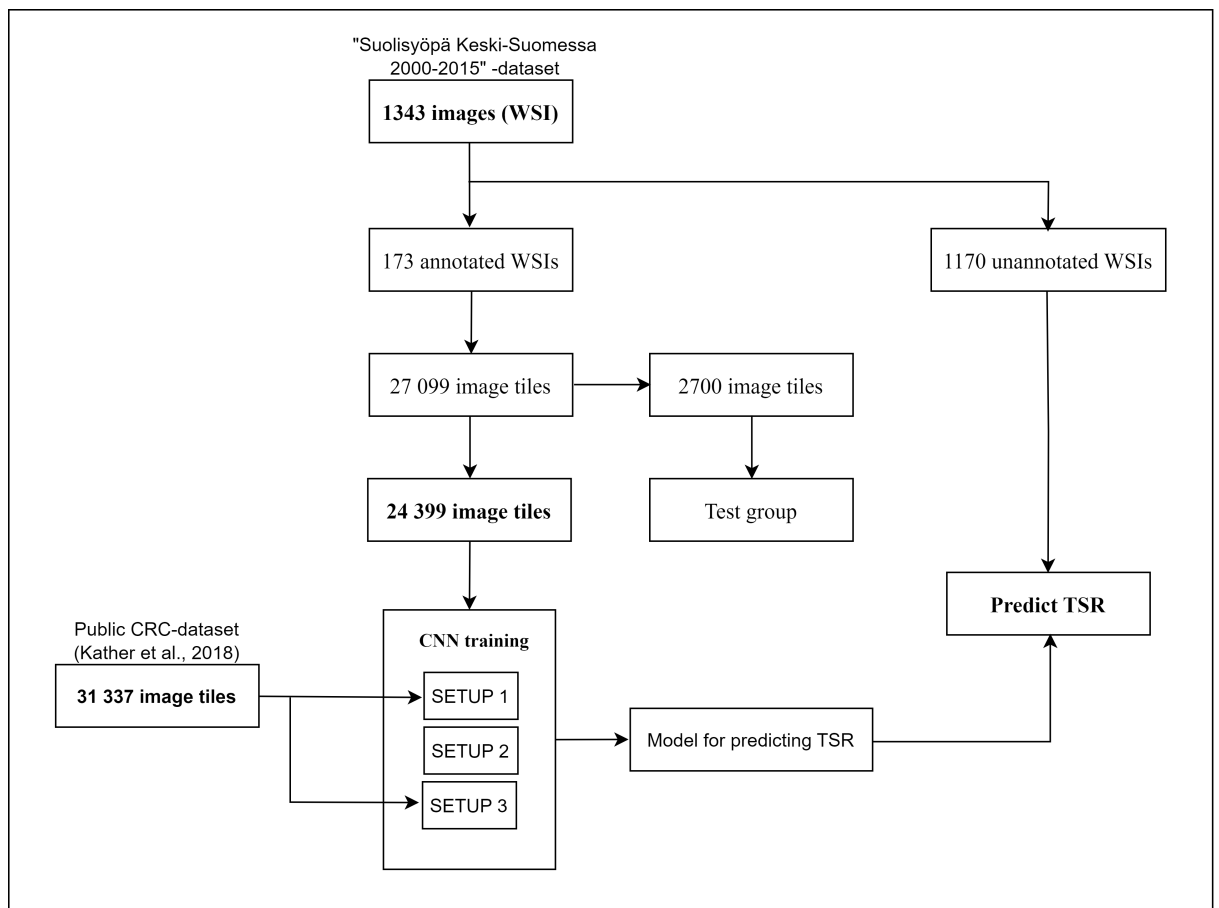 "Suolisyöpä Keski-Suomessa
2000-2015" -dataset
1343 images (WSI)
173 annotated WSIs
1170 unannotated WSIs
27 099 image tiles
2700 image tiles
24 399 image tiles
Test group
Predict TSR
Public CRC-dataset
(Kather et al., 2018)
31 337 image tiles
CNN training
SETUP 1
SETUP 2
SETUP 3
Model for predicting TSR